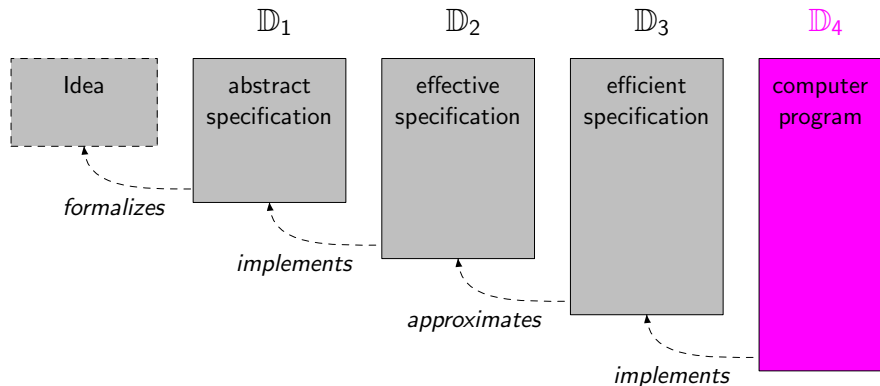 𝔻1
𝔻2
𝔻3
𝔻4
Idea
abstract
specification
effective
specification
efficient
specification
computer
program
formalizes
implements
approximates
implements